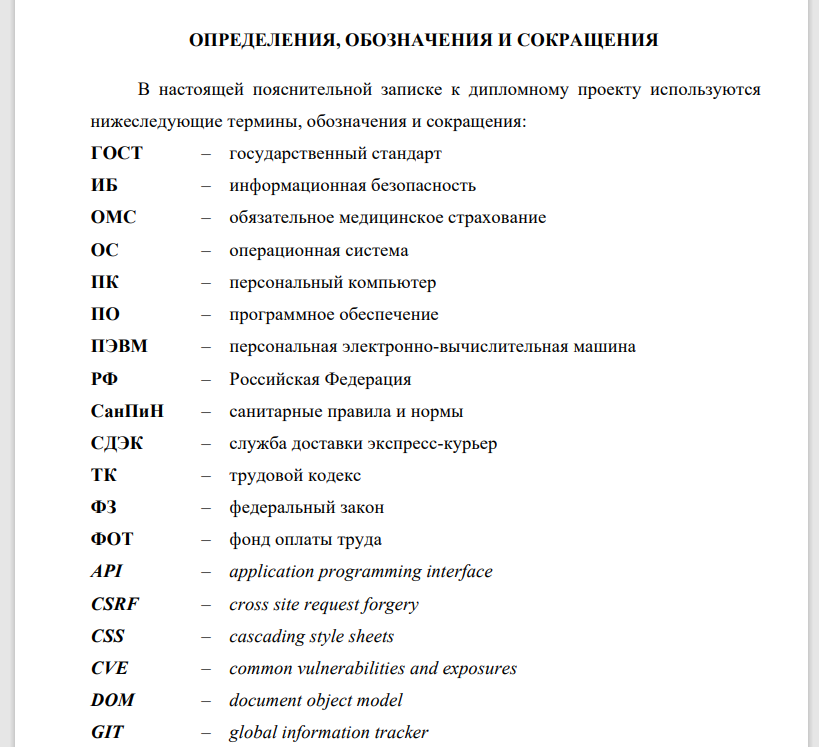 ОПРЕДЕЛЕНИЯ, ОБОЗНАЧЕНИЯ И СОКРАЩЕНИЯ
В настоящей пояснительной записке к дипломному проекту используются
нижеследующие термины, обозначения и сокращения:
ГОСТ – государственный стандарт
ИБ – информационная безопасность
ОМС – обязательное медицинское страхование
ОС – операционная система
ПК – персональный компьютер
ПО – программное обеспечение
ПЭВМ – персональная электронно-вычислительная машина
РФ – Российская Федерация
СанПиН – санитарные правила и нормы
СДЭК – служба доставки экспресс-курьер
ТК – трудовой кодекс
ФЗ – федеральный закон
ФОТ – фонд оплаты труда
API – application programming interface
CSRF – cross site request forgery
CSS – cascading style sheets
CVE – common vulnerabilities and exposures
DOM – document object model
GIT – global information tracker